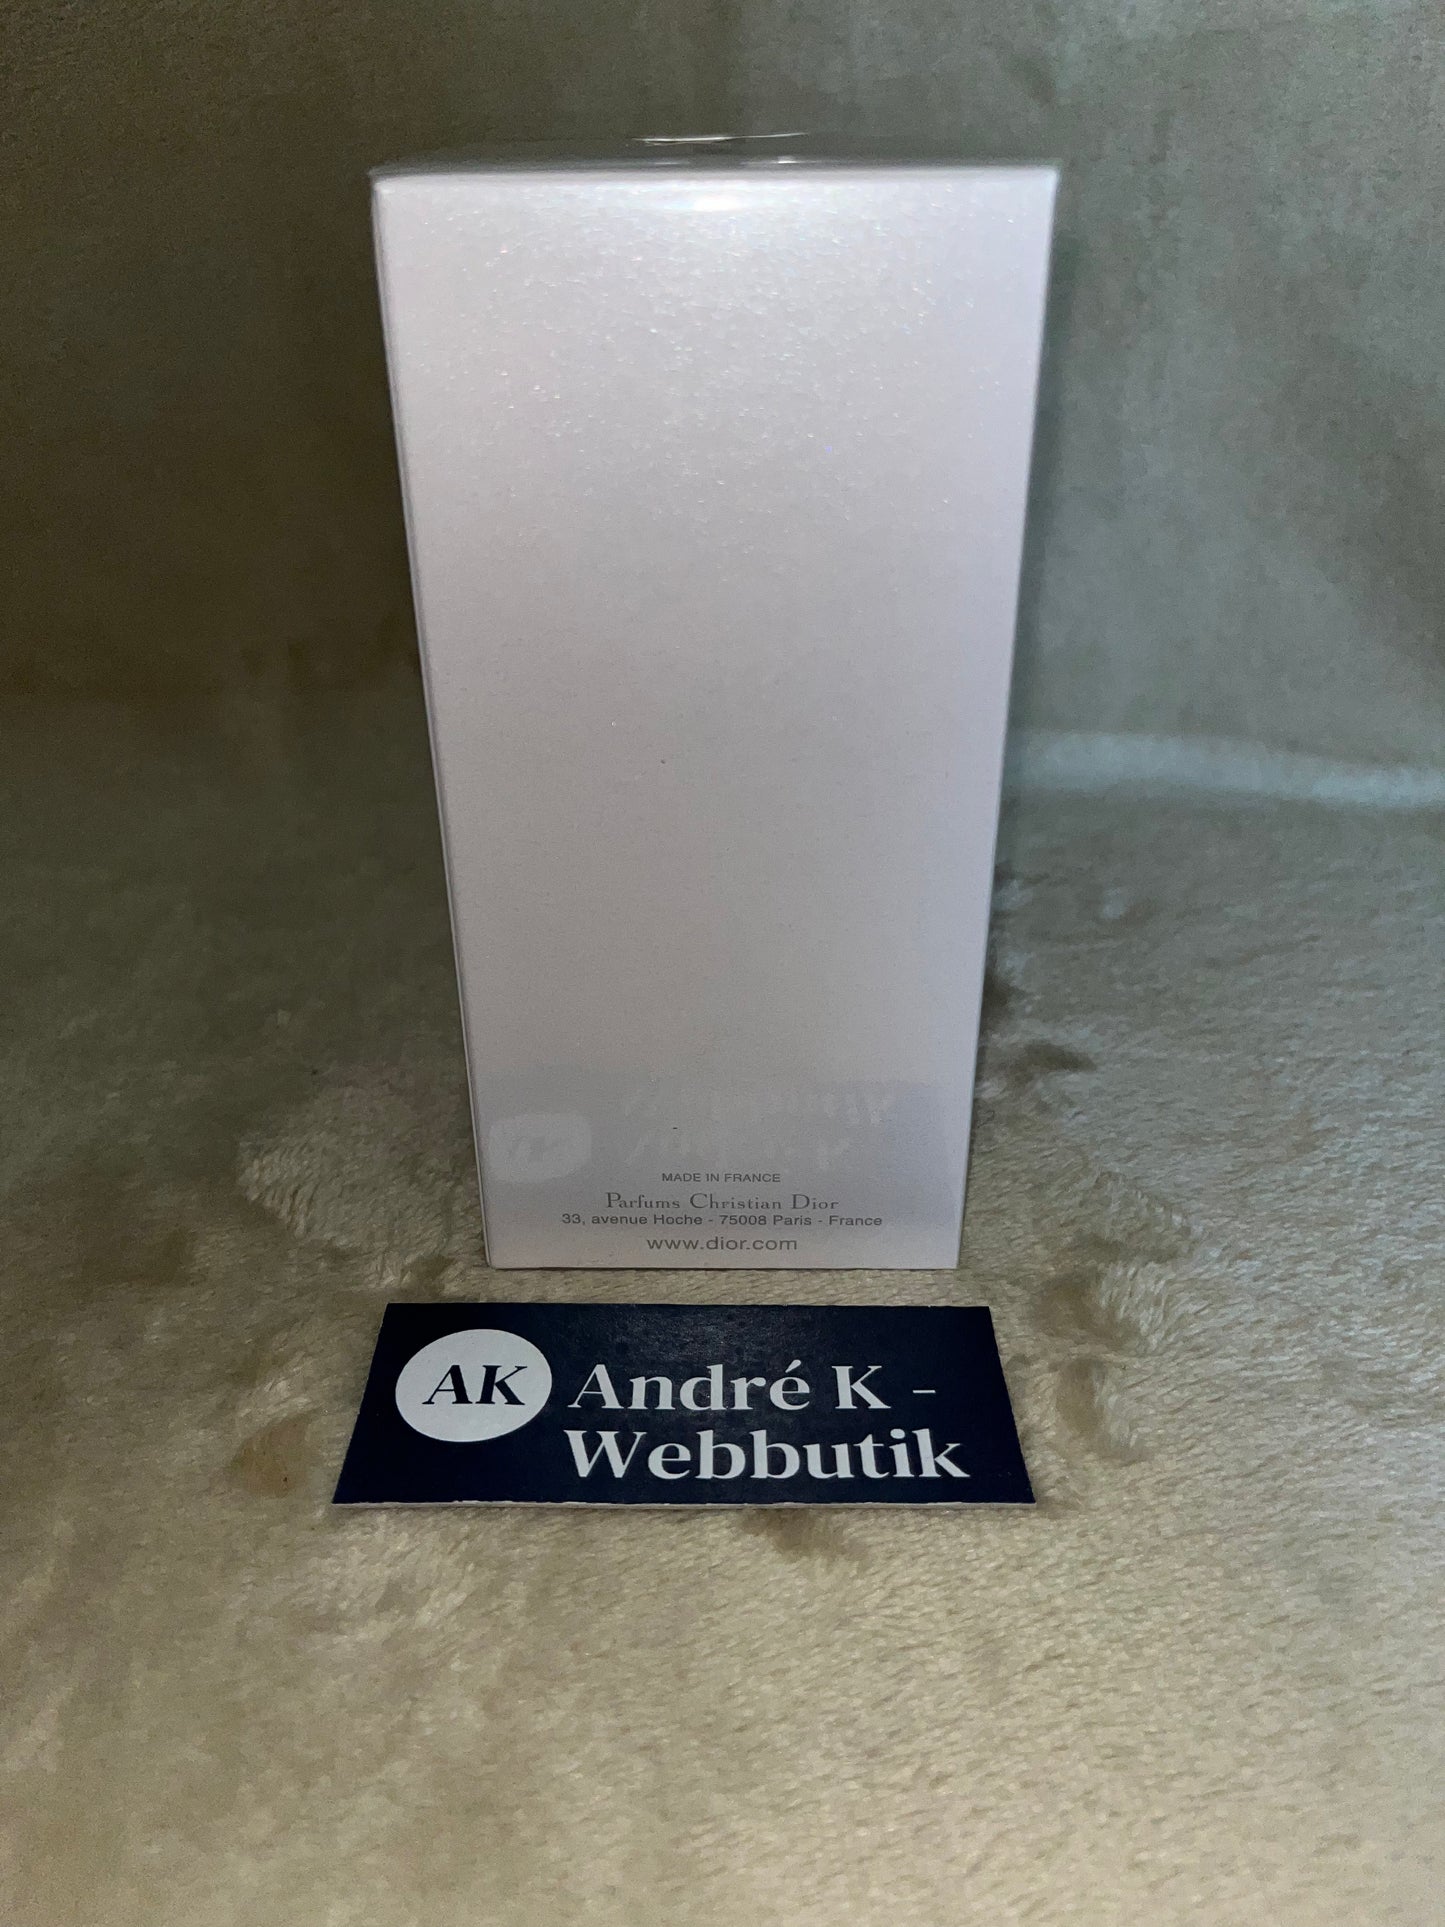 MADE IN FRANCE
Parfums Christian Dior
33, avenue Hoche - 75008 Paris - France
www.dior.com
AK
André K -
Webbutik